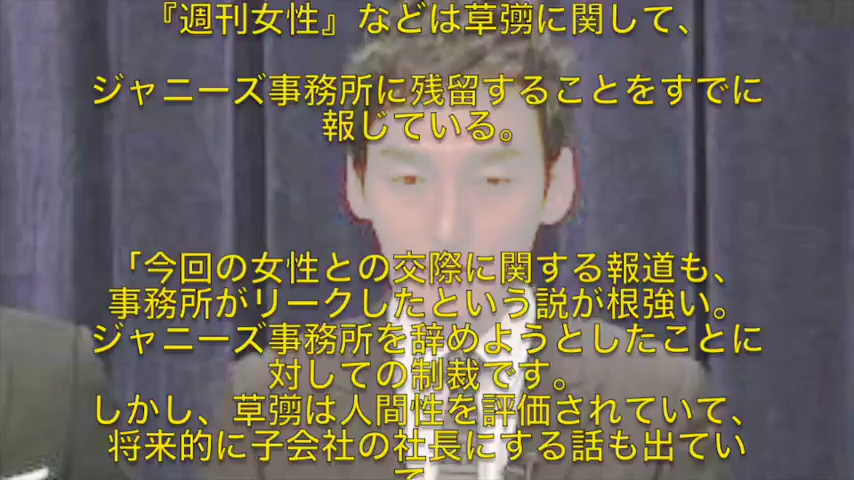 『週刊女性』などは草彅に関して、
ジャニーズ事務所に残留することをすでに
報じている。
「今回の女性との交際に関する報道も、
事務所がリークしたという説が根強い。
ジャニーズ事務所を辞めようとしたことに
対しての制裁です。
しかし、草彅は人間性を評価されていて、
将来的に子会社の社長にする話も出てい